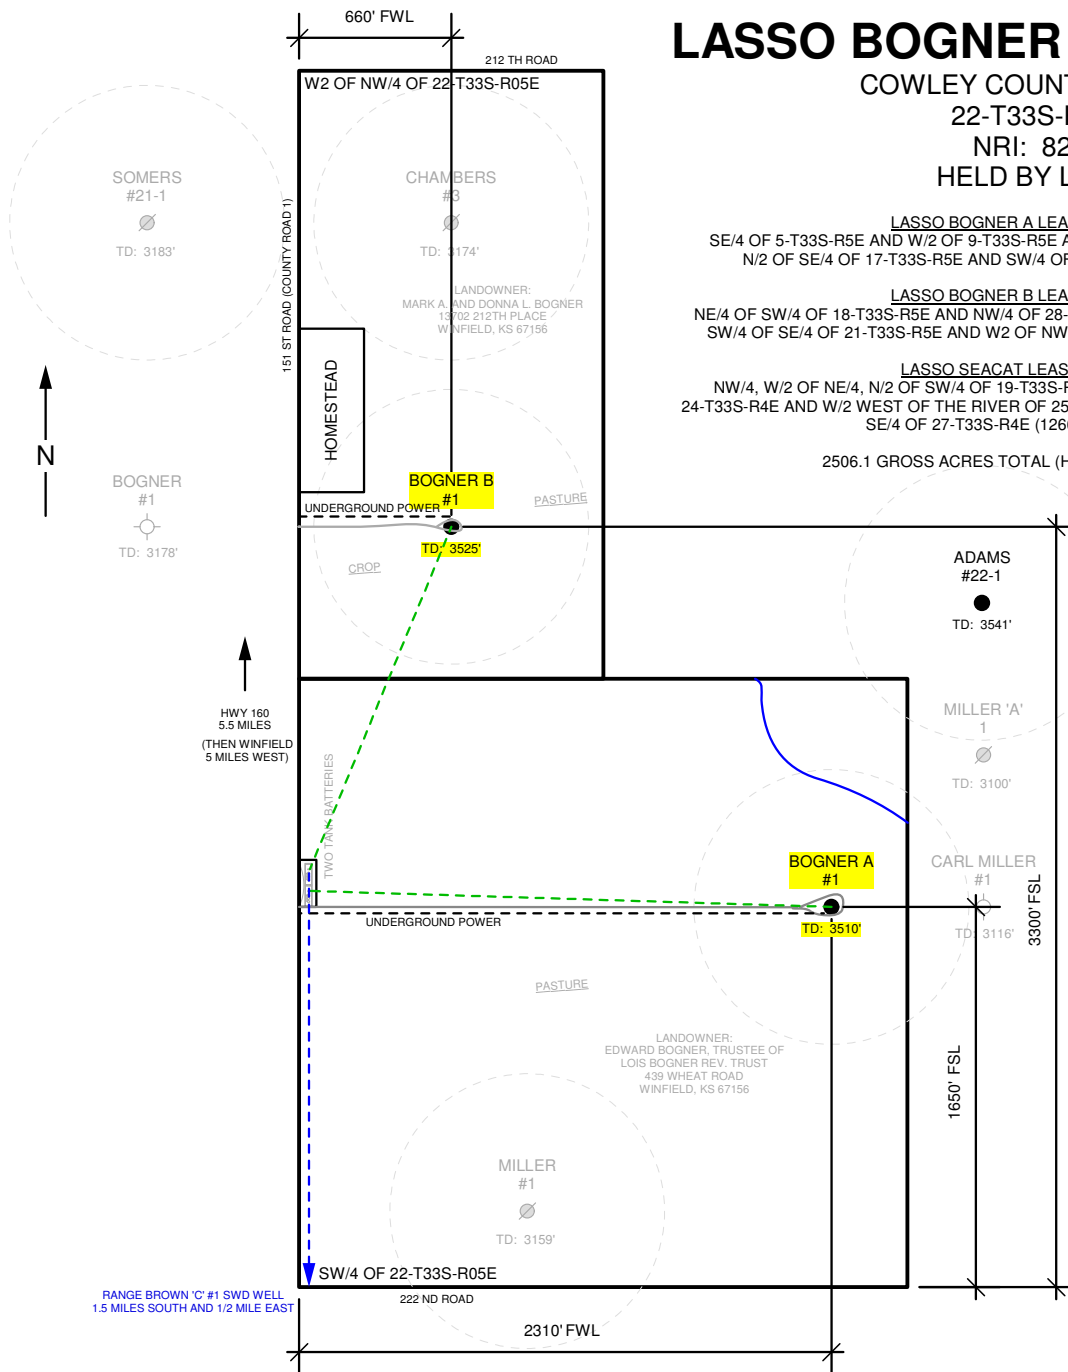 660' FWL
LASSO BOGNER
212 TH ROAD
W2 OF NW/4 OF 22-T33S-R05E
COWLEY COUNT
22-T33S-
NRI: 82
HELD BY L
SOMERS
#21-1
TD: 3183'
CHAMBERS
#3
TD: 3174'
151 ST ROAD (COUNTY ROAD 1)
LASSO BOGNER A LEA
SE/4 OF 5-T33S-R5E AND W/2 OF 9-T33S-R5E A
N/2 OF SE/4 OF 17-T33S-R5E AND SW/4 OF
LANDOWNER:
MARK A. AND DONNA L. BOGNER
13702 212TH PLACE
WINFIELD, KS 67156
LASSO BOGNER B LEA
NE/4 OF SW/4 OF 18-T33S-R5E AND NW/4 OF 28-
SW/4 OF SE/4 OF 21-T33S-R5E AND W2 OF NW
HOMESTEAD
LASSO SEACAT LEAS
NW/4, W/2 OF NE/4, N/2 OF SW/4 OF 19-T33S-R
24-T33S-R4E AND W/2 WEST OF THE RIVER OF 25
SE/4 OF 27-T33S-R4E (126
2506.1 GROSS ACRES TOTAL (H
N
BOGNER
#1
TD: 3178'
BOGNER B
#1
UNDERGROUND POWER
PASTURE
TD: 3525'
CROP
ADAMS
#22-1
TD: 3541'
HWY 160
5.5 MILES
(THEN WINFIELD
5 MILES WEST)
MILLER 'A'
1
TD: 3100'
TWO TANK BATTERIES
BOGNER A
#1
TD: 3510'
CARL MILLER
#1
TD: 3116'
3300' FSL
UNDERGROUND POWER
PASTURE
LANDOWNER:
EDWARD BOGNER, TRUSTEE OF
LOIS BOGNER REV. TRUST
439 WHEAT ROAD
WINFIELD, KS 67156
1650' FSL
MILLER
#1
TD: 3159'
SW/4 OF 22-T33S-R05E
RANGE BROWN 'C' #1 SWD WELL
1.5 MILES SOUTH AND 1/2 MILE EAST
222 ND ROAD
2310' FWL